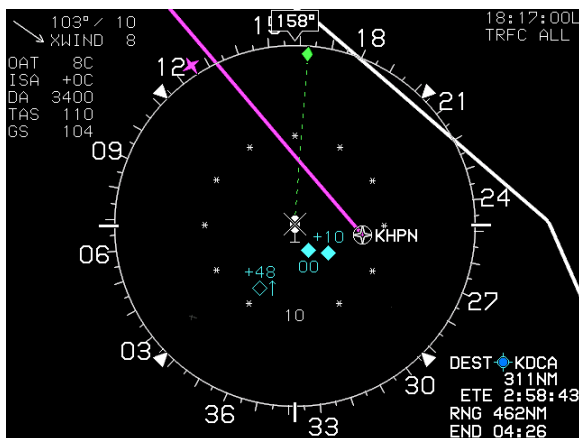 103° / 10
XWIND 8
OAT 8C
ISA +0C
DA 3400
TAS 110
GS 104
18:17:00L
TRFC ALL
158°
15
18
12
21
09
24
06
27
03
30
36
33
KHPN
+10
00
+48
10
DEST KDCA
311NM
ETE 2:58:43
RNG 462NM
END 04:26